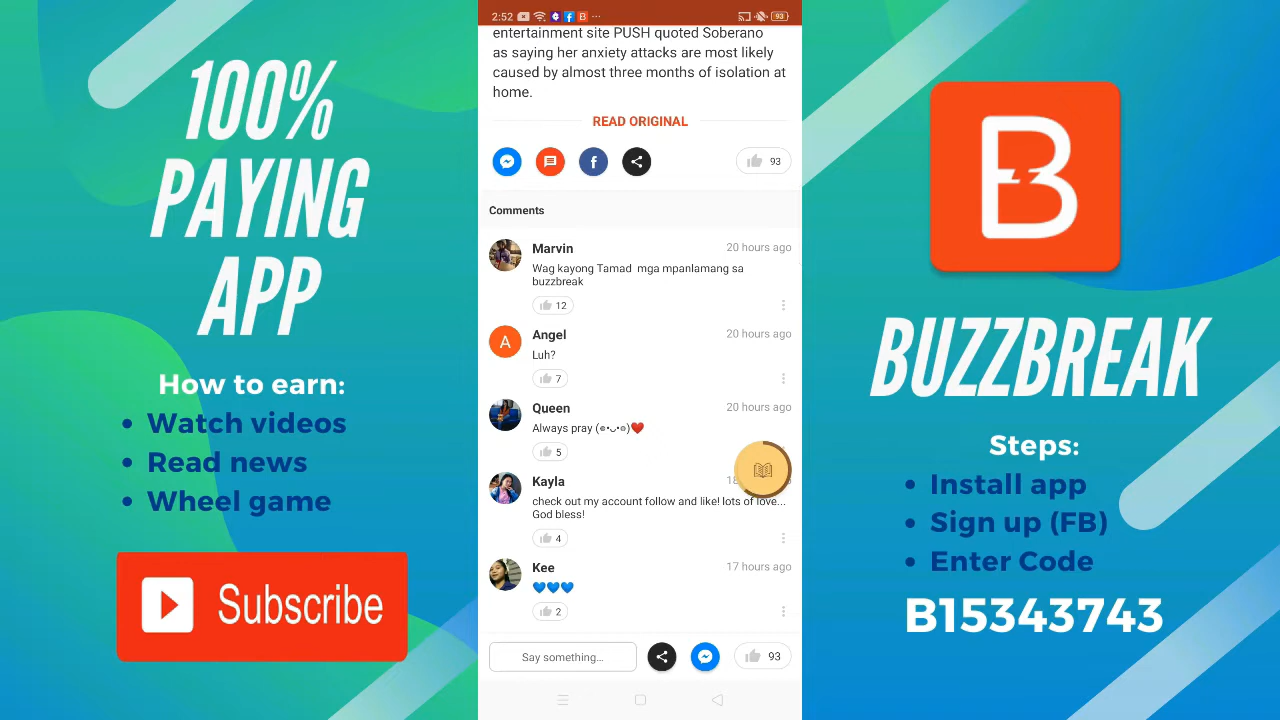 100%
PAYING
APP
How to earn:
• Watch videos
• Read news
• Wheel game
Subscribe
2:52
93
entertainment site PUSH quoted Soberano
as saying her anxiety attacks are most likely
caused by almost three months of isolation at
home.
READ ORIGINAL
93
Comments
Marvin
20 hours ago
Wag kayong Tamad mga mpanlamang sa
buzzbreak
12
A
Angel
20 hours ago
Luh?
7
Queen
20 hours ago
Always pray (๑•ᴗ•๑)❤️
5
Kayla
check out my account follow and like! lots of love...
God bless!
4
Kee
17 hours ago
💙💙💙
2
Say something...
93
B
BUZZBREAK
Steps:
• Install app
• Sign up (FB)
• Enter Code
B15343743